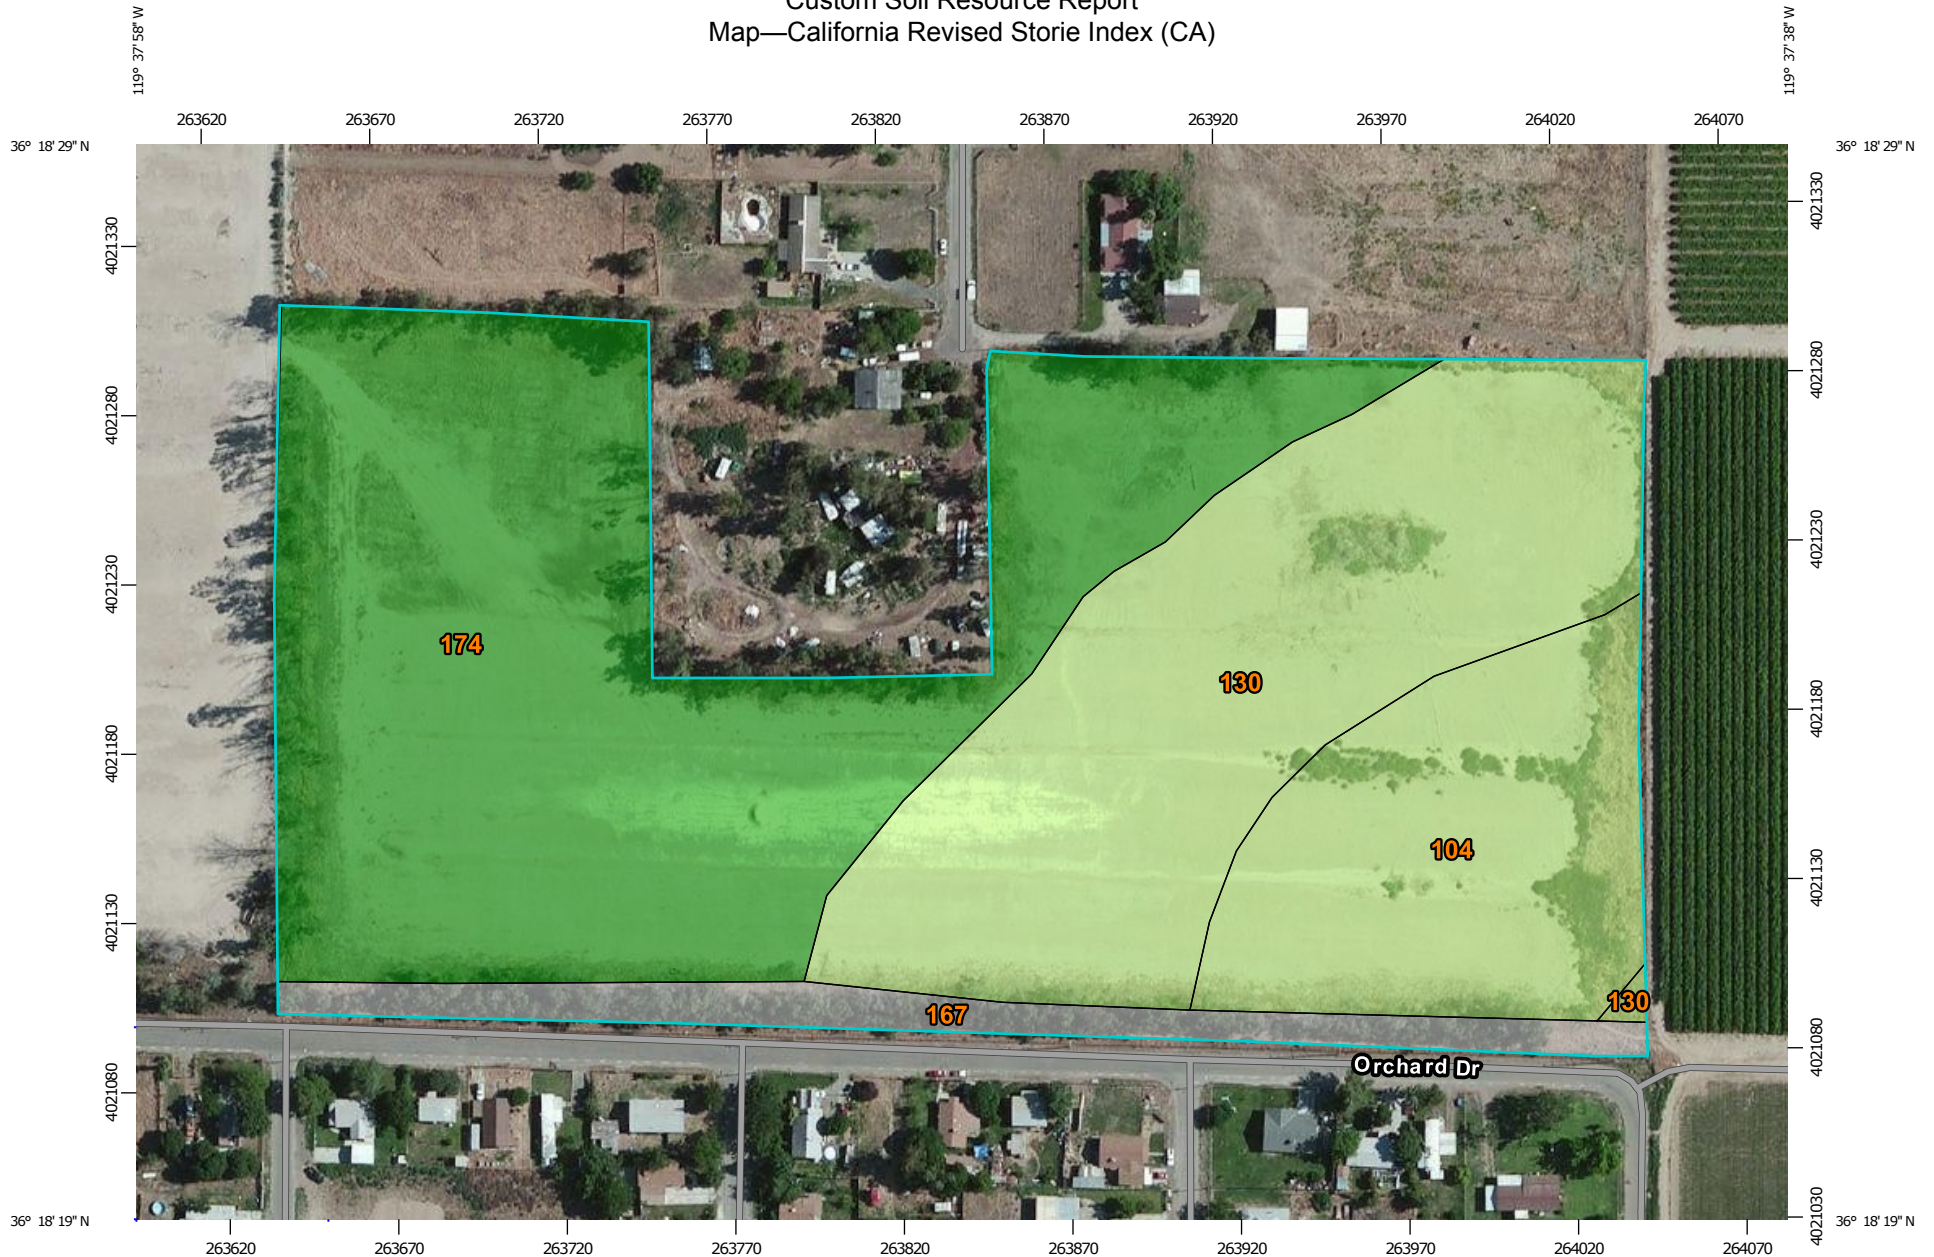 Custom Soil Resource Report
Map—California Revised Storie Index (CA)
119° 37' 58'' W
119° 37' 38'' W
263620 263670 263720 263770 263820 263870 263920 263970 264020 264070
36° 18' 29'' N
36° 18' 29'' N
4021330
4021280
4021230
4021180
4021130
4021080
4021330
4021280
4021230
4021180
4021130
4021080
4021030
174
130
104
130
167
Orchard Dr
36° 18' 19'' N
36° 18' 19'' N
263620 263670 263720 263770 263820 263870 263920 263970 264020 264070